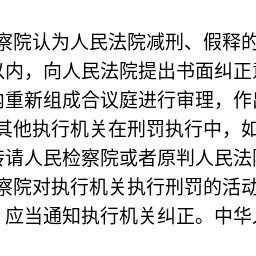 察院认为人民法院减刑、假释的
以内，向人民法院提出书面纠正
内重新组成合议庭进行审理，作
其他执行机关在刑罚执行中，如
转请人民检察院或者原判人民法
察院对执行机关执行刑罚的活动
，应当通知执行机关纠正。中华